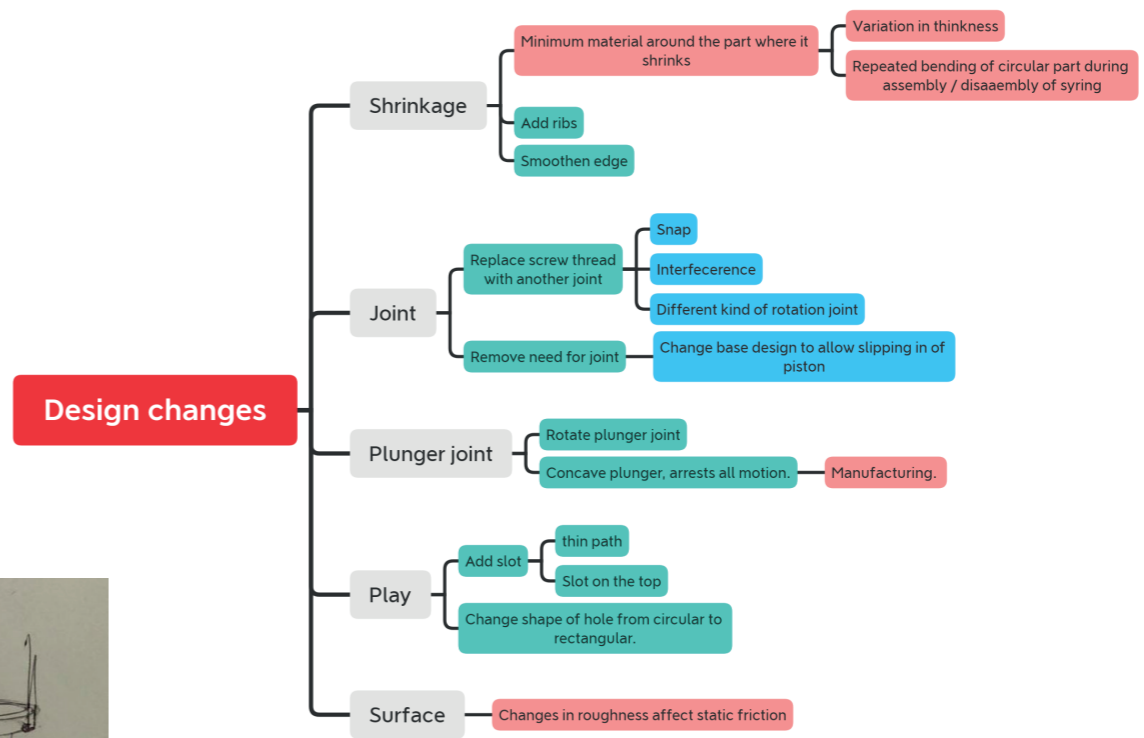 Design changes
Shrinkage
Minimum material around the part where it
shrinks
Variation in thinkness
Repeated bending of circular part during
assembly / disaaembly of syring
Add ribs
Smoothen edge
Joint
Replace screw thread
with another joint
Snap
Interfecerence
Different kind of rotation joint
Remove need for joint
Change base design to allow slipping in of
piston
Plunger joint
Rotate plunger joint
Concave plunger, arrests all motion.
Manufacturing.
Play
Add slot
thin path
Slot on the top
Change shape of hole from circular to
rectangular.
Surface
Changes in roughness affect static friction